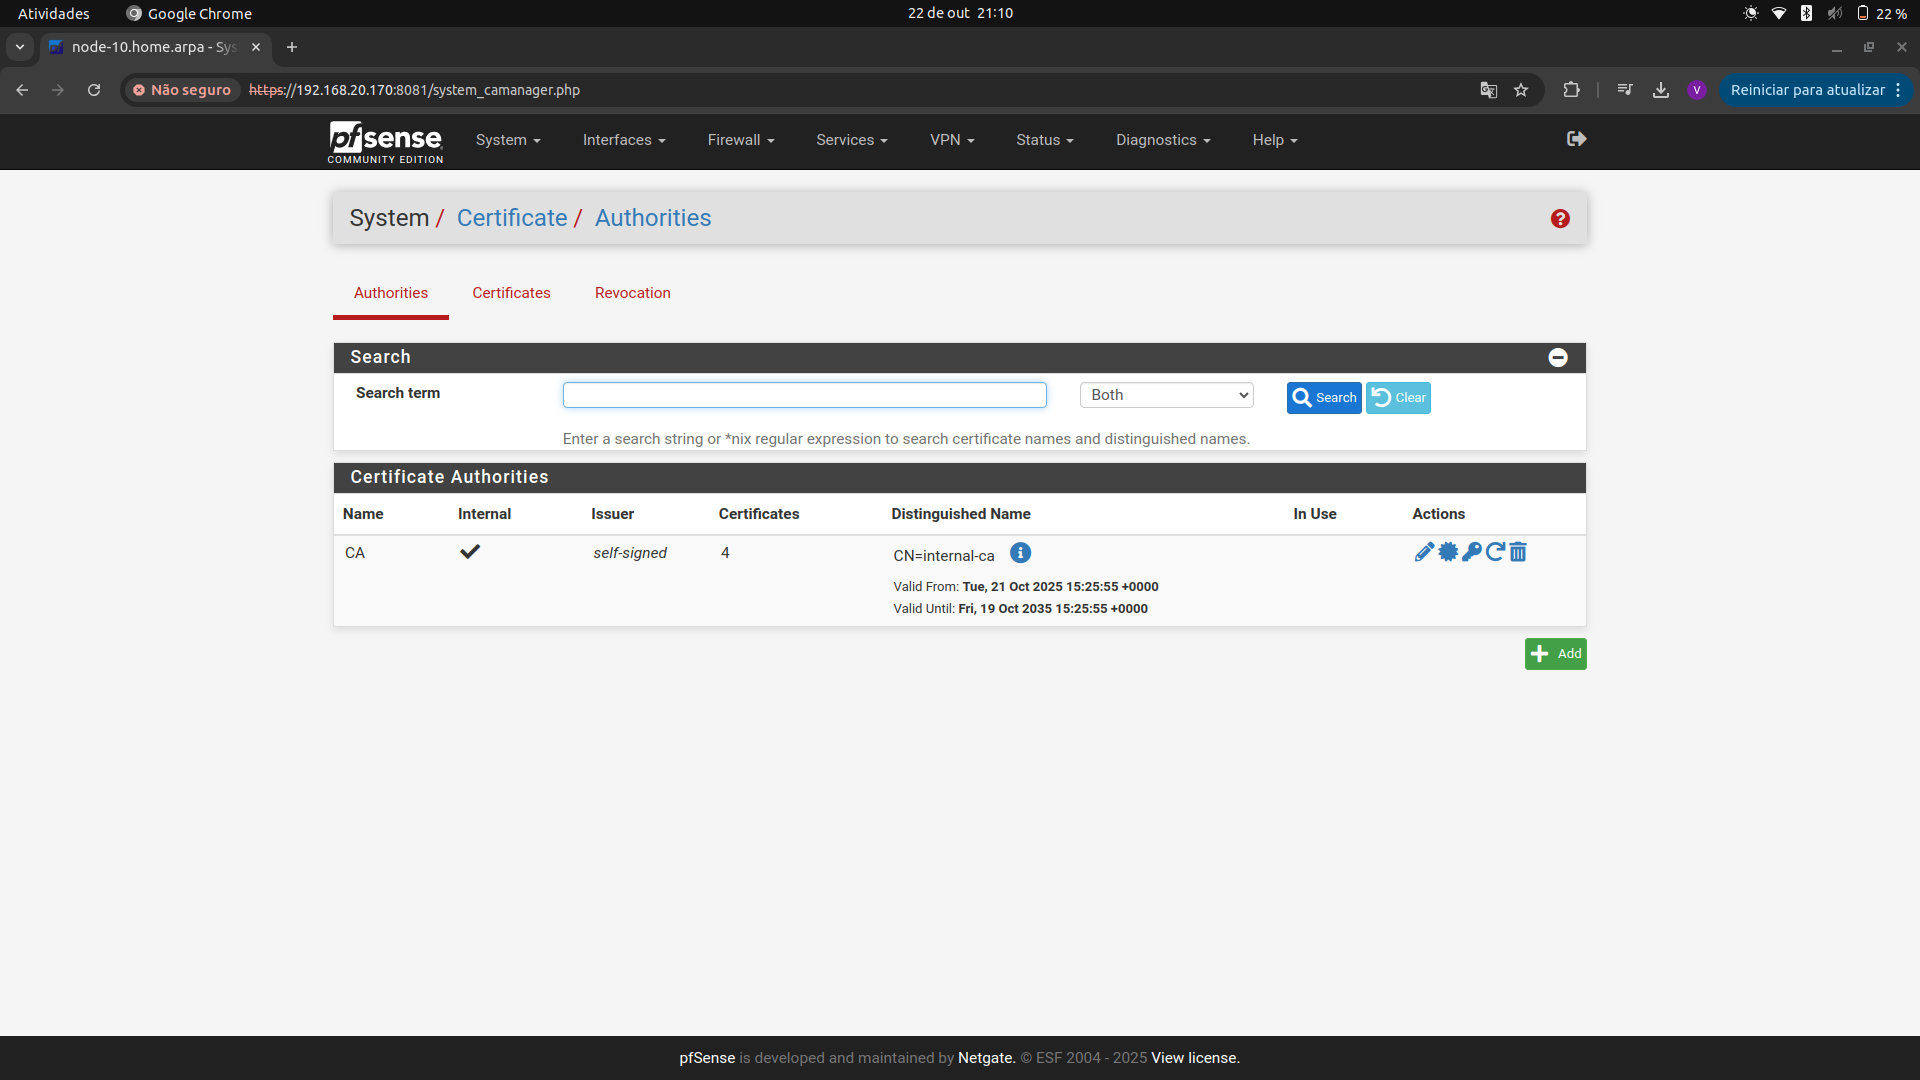 Atividades Google Chrome 22 de out 21:10 22 %
node-10.home.arpa - Sys
Não seguro https://192.168.20.170:8081/system_camanager.php V Reiniciar para atualizar
pfsense System Interfaces Firewall Services VPN Status Diagnostics Help
COMMUNITY EDITION
System / Certificate / Authorities
Authorities Certificates Revocation
Search
Search term Both Search Clear
Enter a search string or *nix regular expression to search certificate names and distinguished names.
Certificate Authorities
Name Internal Issuer Certificates Distinguished Name In Use Actions
CA self-signed 4 CN=internal-ca
Valid From: Tue, 21 Oct 2025 15:25:55 +0000
Valid Until: Fri, 19 Oct 2035 15:25:55 +0000
Add
pfSense is developed and maintained by Netgate. © ESF 2004 - 2025 View license.